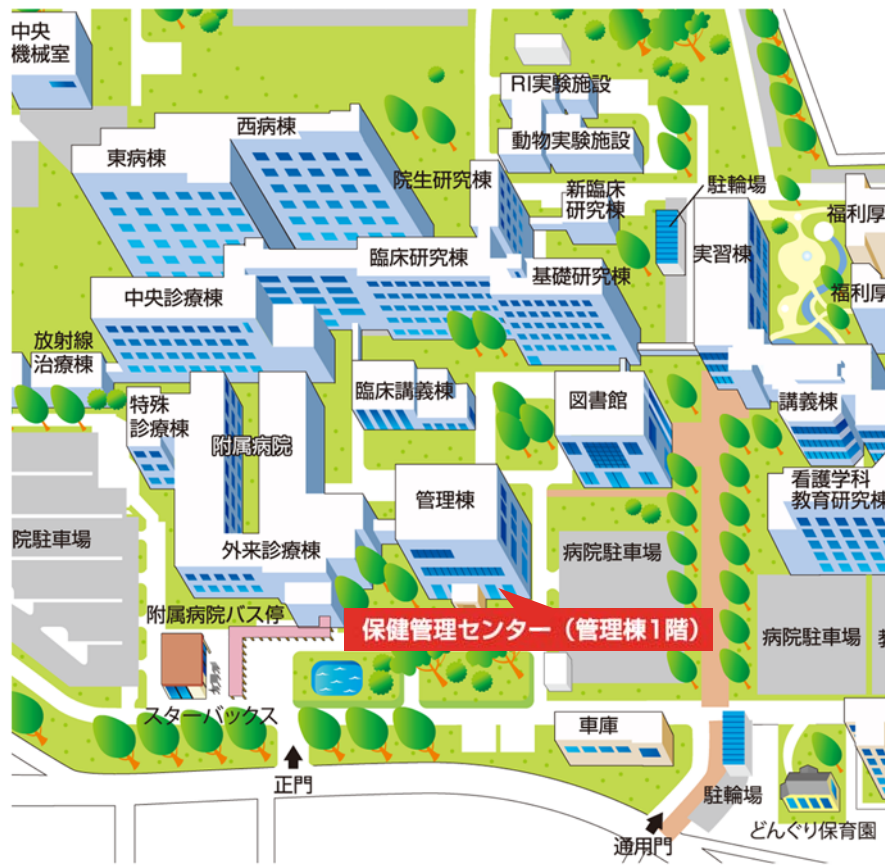 中央
機械室
RI実験施設
西病棟
動物実験施設
東病棟
院生研究棟
新臨床
研究棟
駐輪場
福利厚
臨床研究棟
実習棟
基礎研究棟
中央診療棟
福利厚
放射線
治療棟
臨床講義棟
図書館
講義棟
特殊
診療棟
附属病院
看護学科
教育研究棟
管理棟
院駐車場
外来診療棟
病院駐車場
附属病院バス停
保健管理センター(管理棟1階)
病院駐車場
スターバックス
車庫
正門
駐輪場
どんぐり保育園
通用門